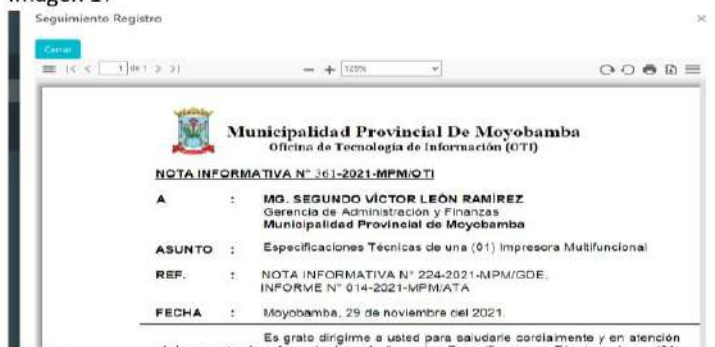 Seguimiento Registro
Cerrar
1 de 1
120%
Municipalidad Provincial De Moyobamba
Oficina de Tecnología de Información (OTI)
NOTA INFORMATIVA N° 361-2021-MPM/OTI
A : MG. SEGUNDO VÍCTOR LEÓN RAMÍREZ
Gerencia de Administración y Finanzas
Municipalidad Provincial de Moyobamba
ASUNTO : Especificaciones Técnicas de una (01) Impresora Multifuncional
REF. : NOTA INFORMATIVA N° 224-2021-MPM/GDE,
INFORME N° 014-2021-MPM/ATA
FECHA : Moyobamba, 29 de noviembre del 2021.
Es grato dirigirme a usted para saludarle cordialmente y en atención